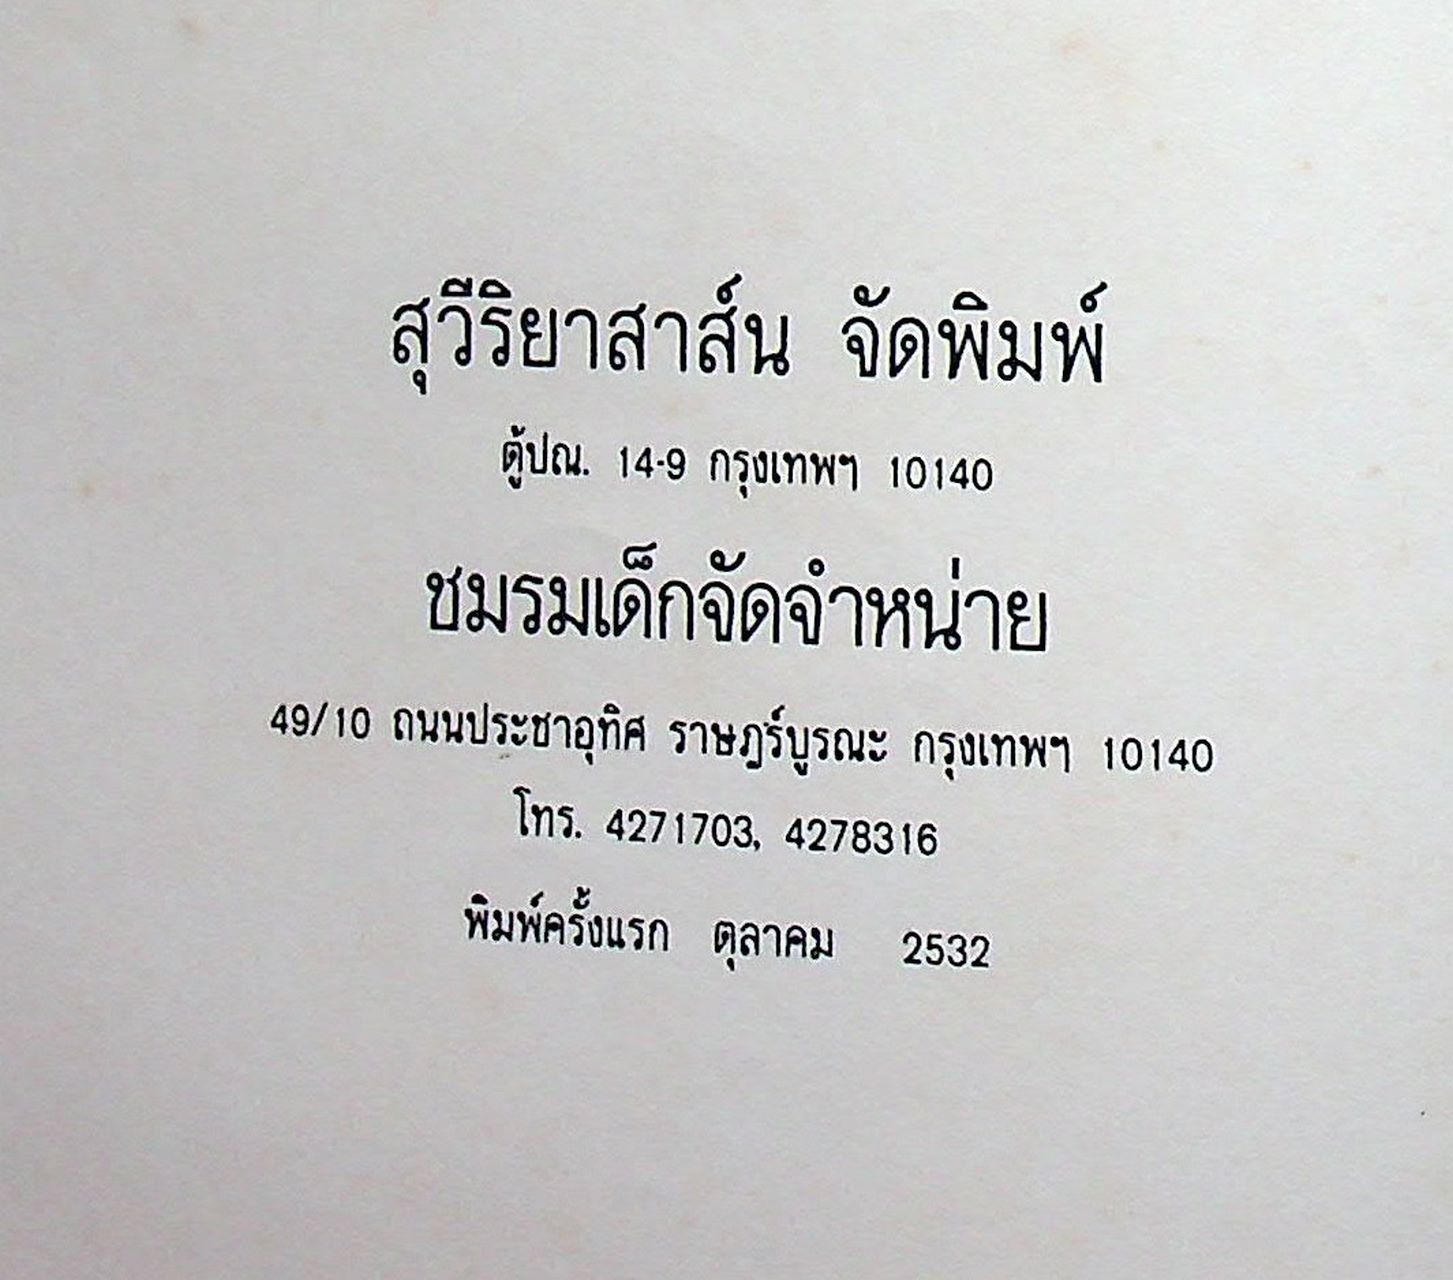 สุวีริยาสาส์น จัดพิมพ์
ตู้ปณ. 14-9 กรุงเทพฯ 10140
ชมรมเด็กจัดจำหน่าย
49/10 ถนนประชาอุทิศ ราษฎร์บูรณะ กรุงเทพฯ 10140
โทร. 4271703, 4278316
พิมพ์ครั้งแรก ตุลาคม 2532